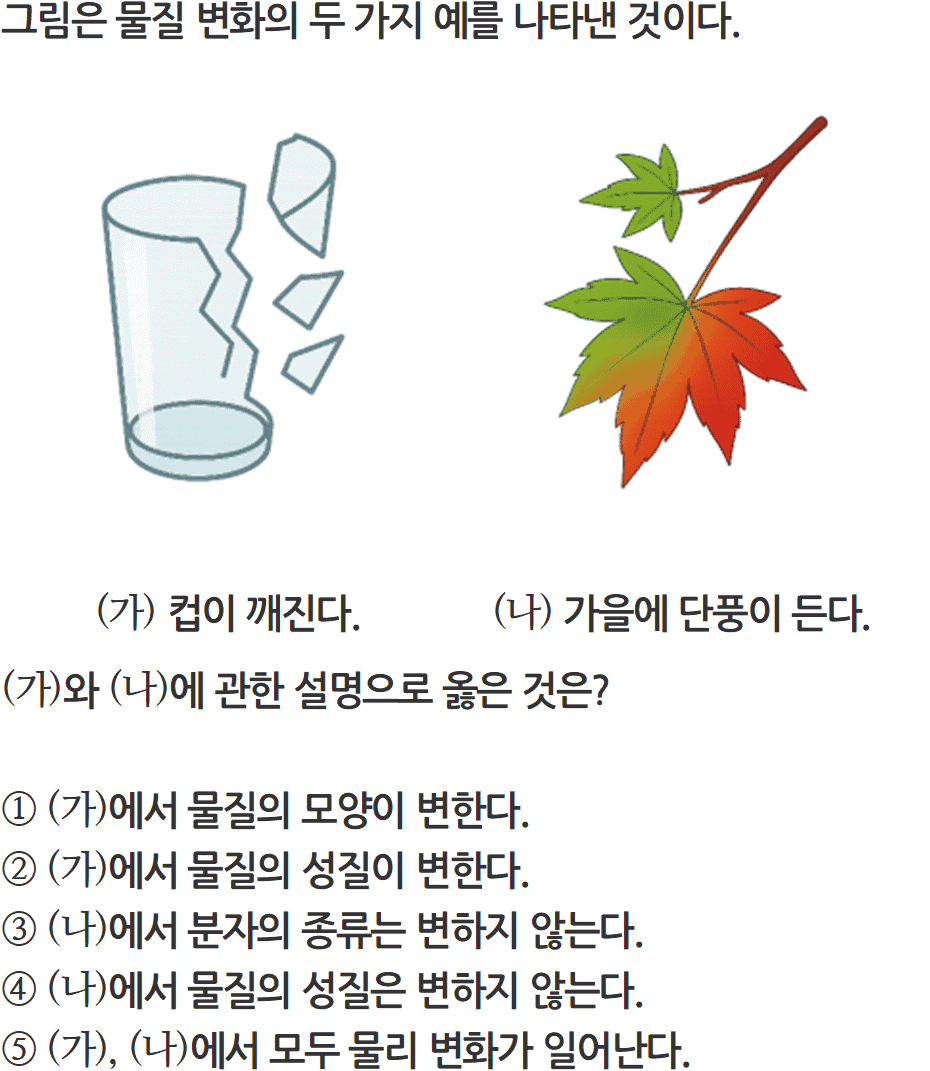 그림은 물질 변화의 두 가지 예를 나타낸 것이다.
(가) 컵이 깨진다.
(나) 가을에 단풍이 든다.
(가)와 (나)에 관한 설명으로 옳은 것은?
① (가)에서 물질의 모양이 변한다.
② (가)에서 물질의 성질이 변한다.
③ (나)에서 분자의 종류는 변하지 않는다.
④ (나)에서 물질의 성질은 변하지 않는다.
⑤ (가), (나)에서 모두 물리 변화가 일어난다.